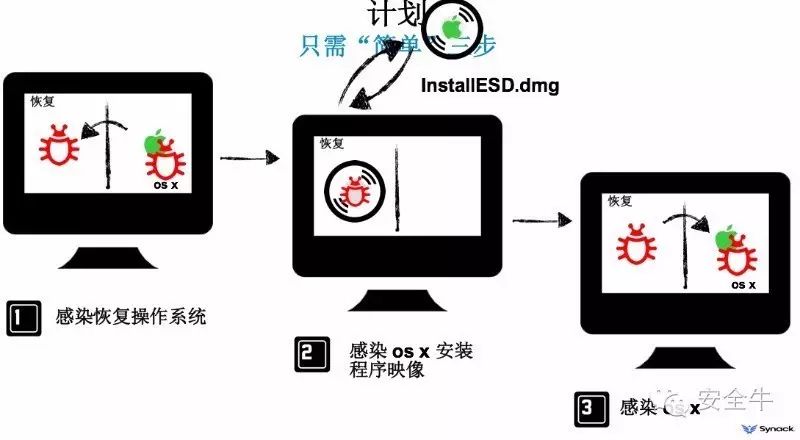 计划
只需“简单”三步
InstallESD.dmg
恢复
OS X
恢复
恢复
OS X
1 感染恢复操作系统
2 感染 os x 安装
程序映像
3 感染 os x
安全牛
Synack